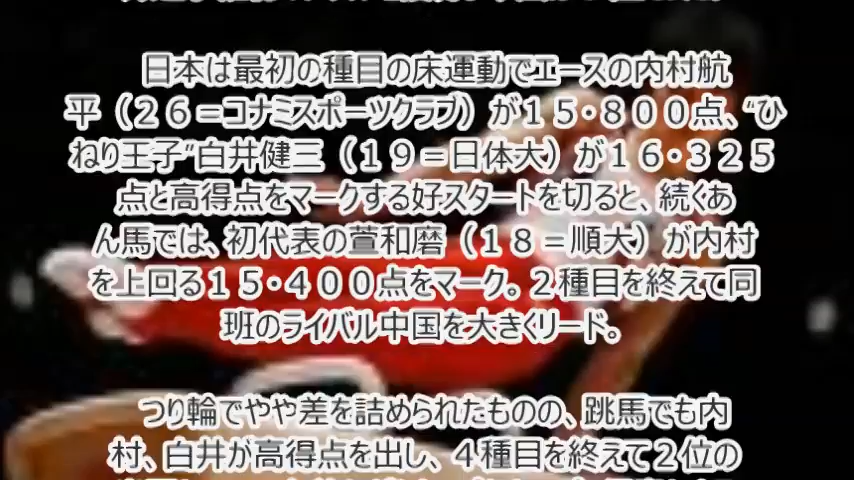 日本は最初の種目の床運動でエースの内村航
平（２６＝コナミスポーツクラブ）が１５・８００点、“ひ
ねり王子”白井健三（１９＝日体大）が１６・３２５
点と高得点をマークする好スタートを切ると、続くあ
ん馬では、初代表の萱和磨（１８＝順大）が内村
を上回る１５・４００点をマーク。２種目を終えて同
班のライバル中国を大きくリード。
つり輪でやや差を詰められたものの、跳馬でも内
村、白井が高得点を出し、４種目を終えて２位の